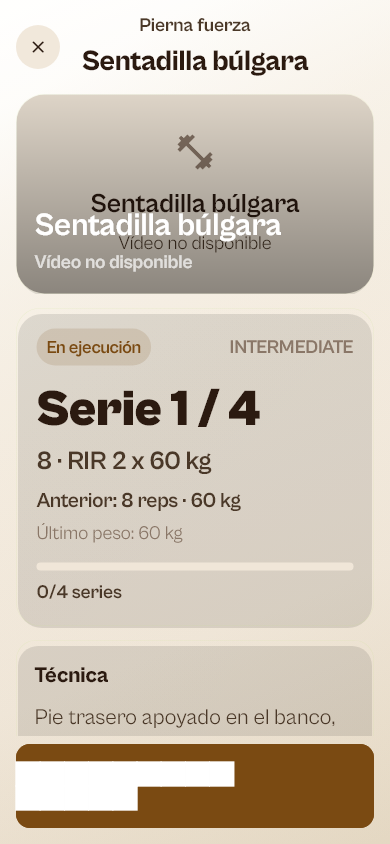 Pierna fuerza
Sentadilla búlgara
Sentadilla búlgara
Sentadilla búlgara
Vídeo no disponible
Vídeo no disponible
En ejecución
INTERMEDIATE
Serie 1 / 4
8 · RIR 2 x 60 kg
Anterior: 8 reps · 60 kg
Último peso: 60 kg
0/4 series
Técnica
Pie trasero apoyado en el banco,